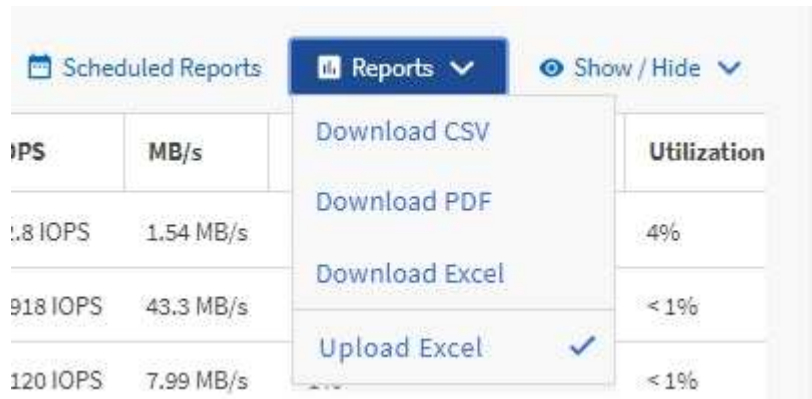 Scheduled Reports Reports Show / Hide
MB/s Utilization
Download CSV
Download PDF
1.54 MB/s 4%
Download Excel
918 IOPS 43.3 MB/s < 1%
Upload Excel
120 IOPS 7.99 MB/s < 1%